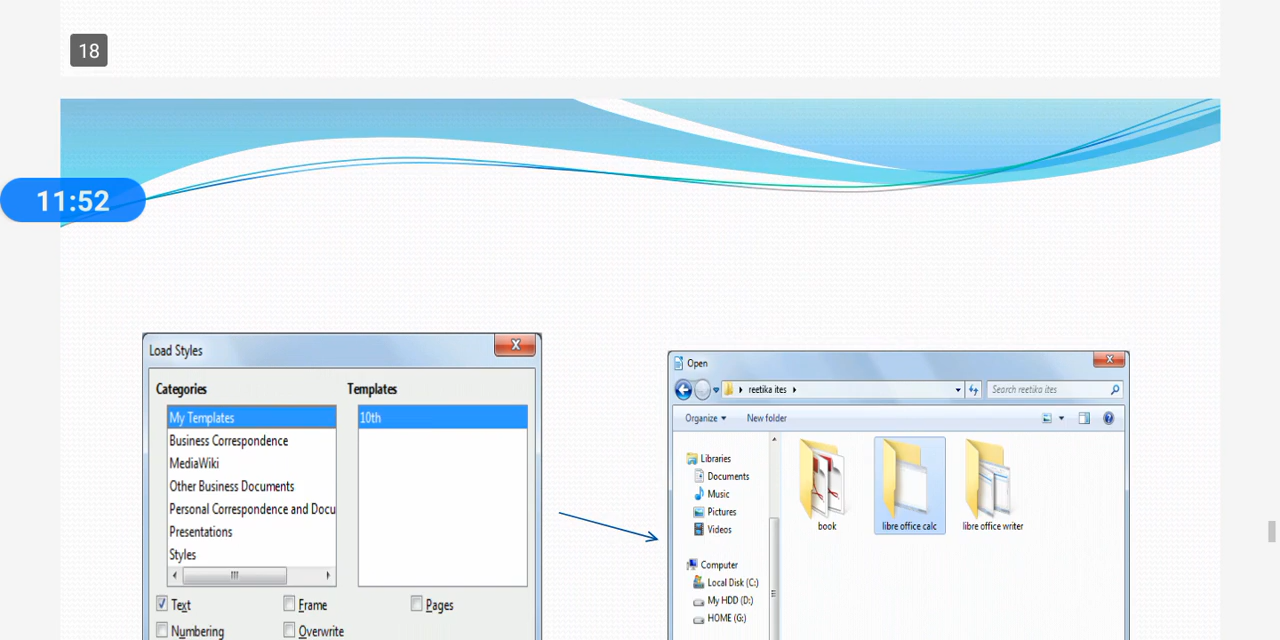 18
11:52
Load Styles
Categories
Templates
My Templates
Business Correspondence
MediaWiki
Other Business Documents
Personal Correspondence and Docu
Presentations
Styles
10th
Text
Frame
Pages
Numbering
Overwrite
Open
reetika ites
Search reetika ites
Organize
New folder
Libraries
Documents
Music
Pictures
Videos
Computer
Local Disk (C:)
My HDD (D:)
HOME (G:)
book
libre office calc
libre office writer